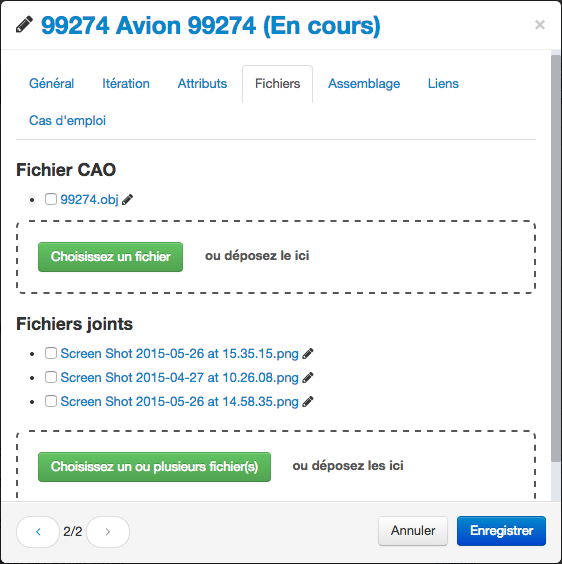 99274 Avion 99274 (En cours)
×
Général Itération Attributs Fichiers Assemblage Liens
Cas d'emploi
Fichier CAO
99274.obj
Choisissez un fichier ou déposez le ici
Fichiers joints
Screen Shot 2015-05-26 at 15.35.15.png
Screen Shot 2015-04-27 at 10.26.08.png
Screen Shot 2015-05-26 at 14.58.35.png
Choisissez un ou plusieurs fichier(s) ou déposez les ici
‹ 2/2 › Annuler Enregistrer